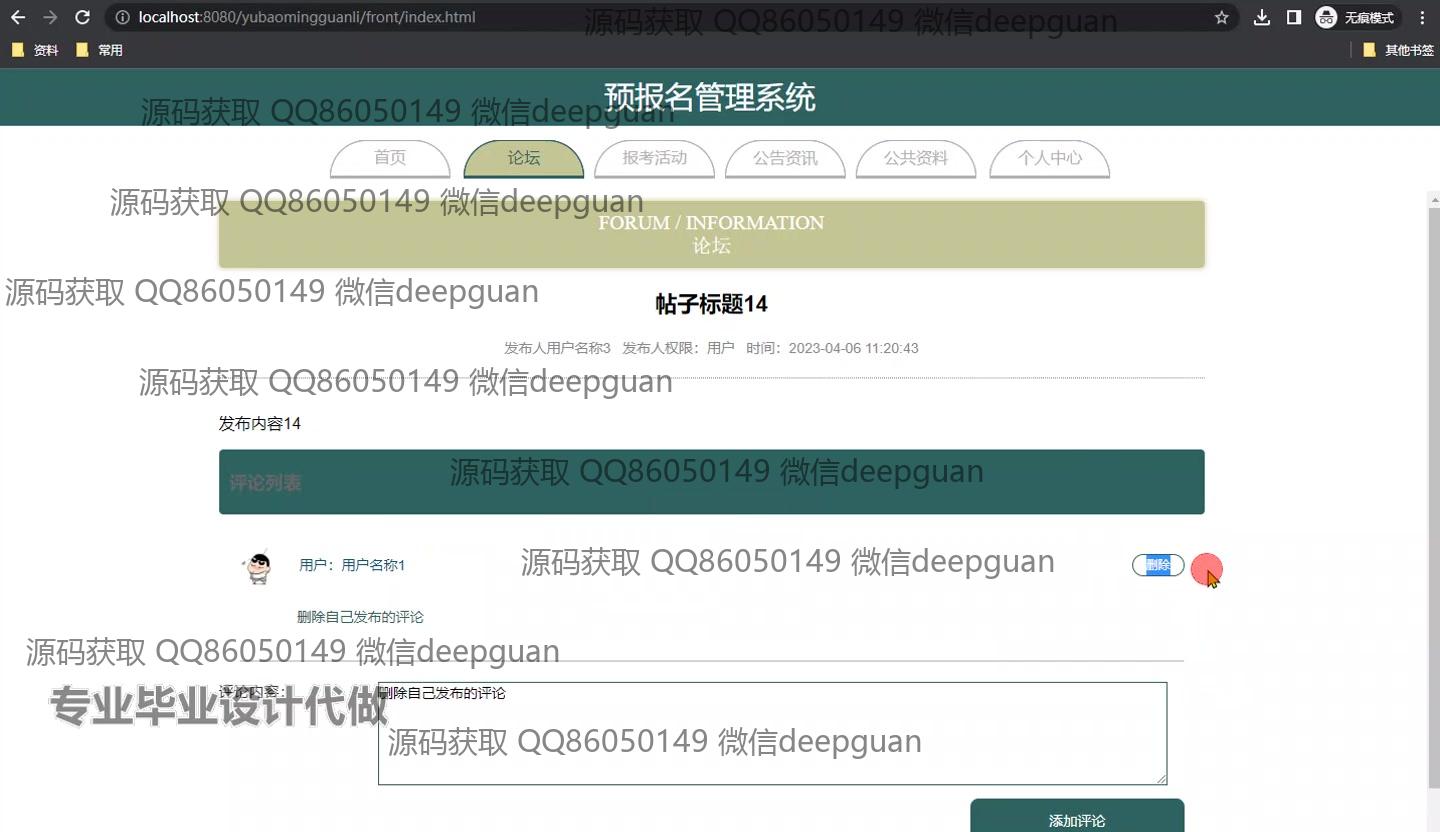 localhost:8080/yubaomingguanli/front/index.html
源码获取 QQ86050149 微信deepguan
无痕模式
资料
常用
其他书签
预报名管理系统
源码获取 QQ86050149 微信deepguan
首页
论坛
报考活动
公告资讯
公共资料
个人中心
源码获取 QQ86050149 微信deepguan
FORUM / INFORMATION
论坛
源码获取 QQ86050149 微信deepguan
帖子标题14
发布人用户名称3 发布人权限：用户 时间：2023-04-06 11:20:43
源码获取 QQ86050149 微信deepguan
发布内容14
评论列表
源码获取 QQ86050149 微信deepguan
用户：用户名称1
源码获取 QQ86050149 微信deepguan
删除
删除自己发布的评论
源码获取 QQ86050149 微信deepguan
评论内容：
删除自己发布的评论
专业毕业设计代做
源码获取 QQ86050149 微信deepguan
添加评论